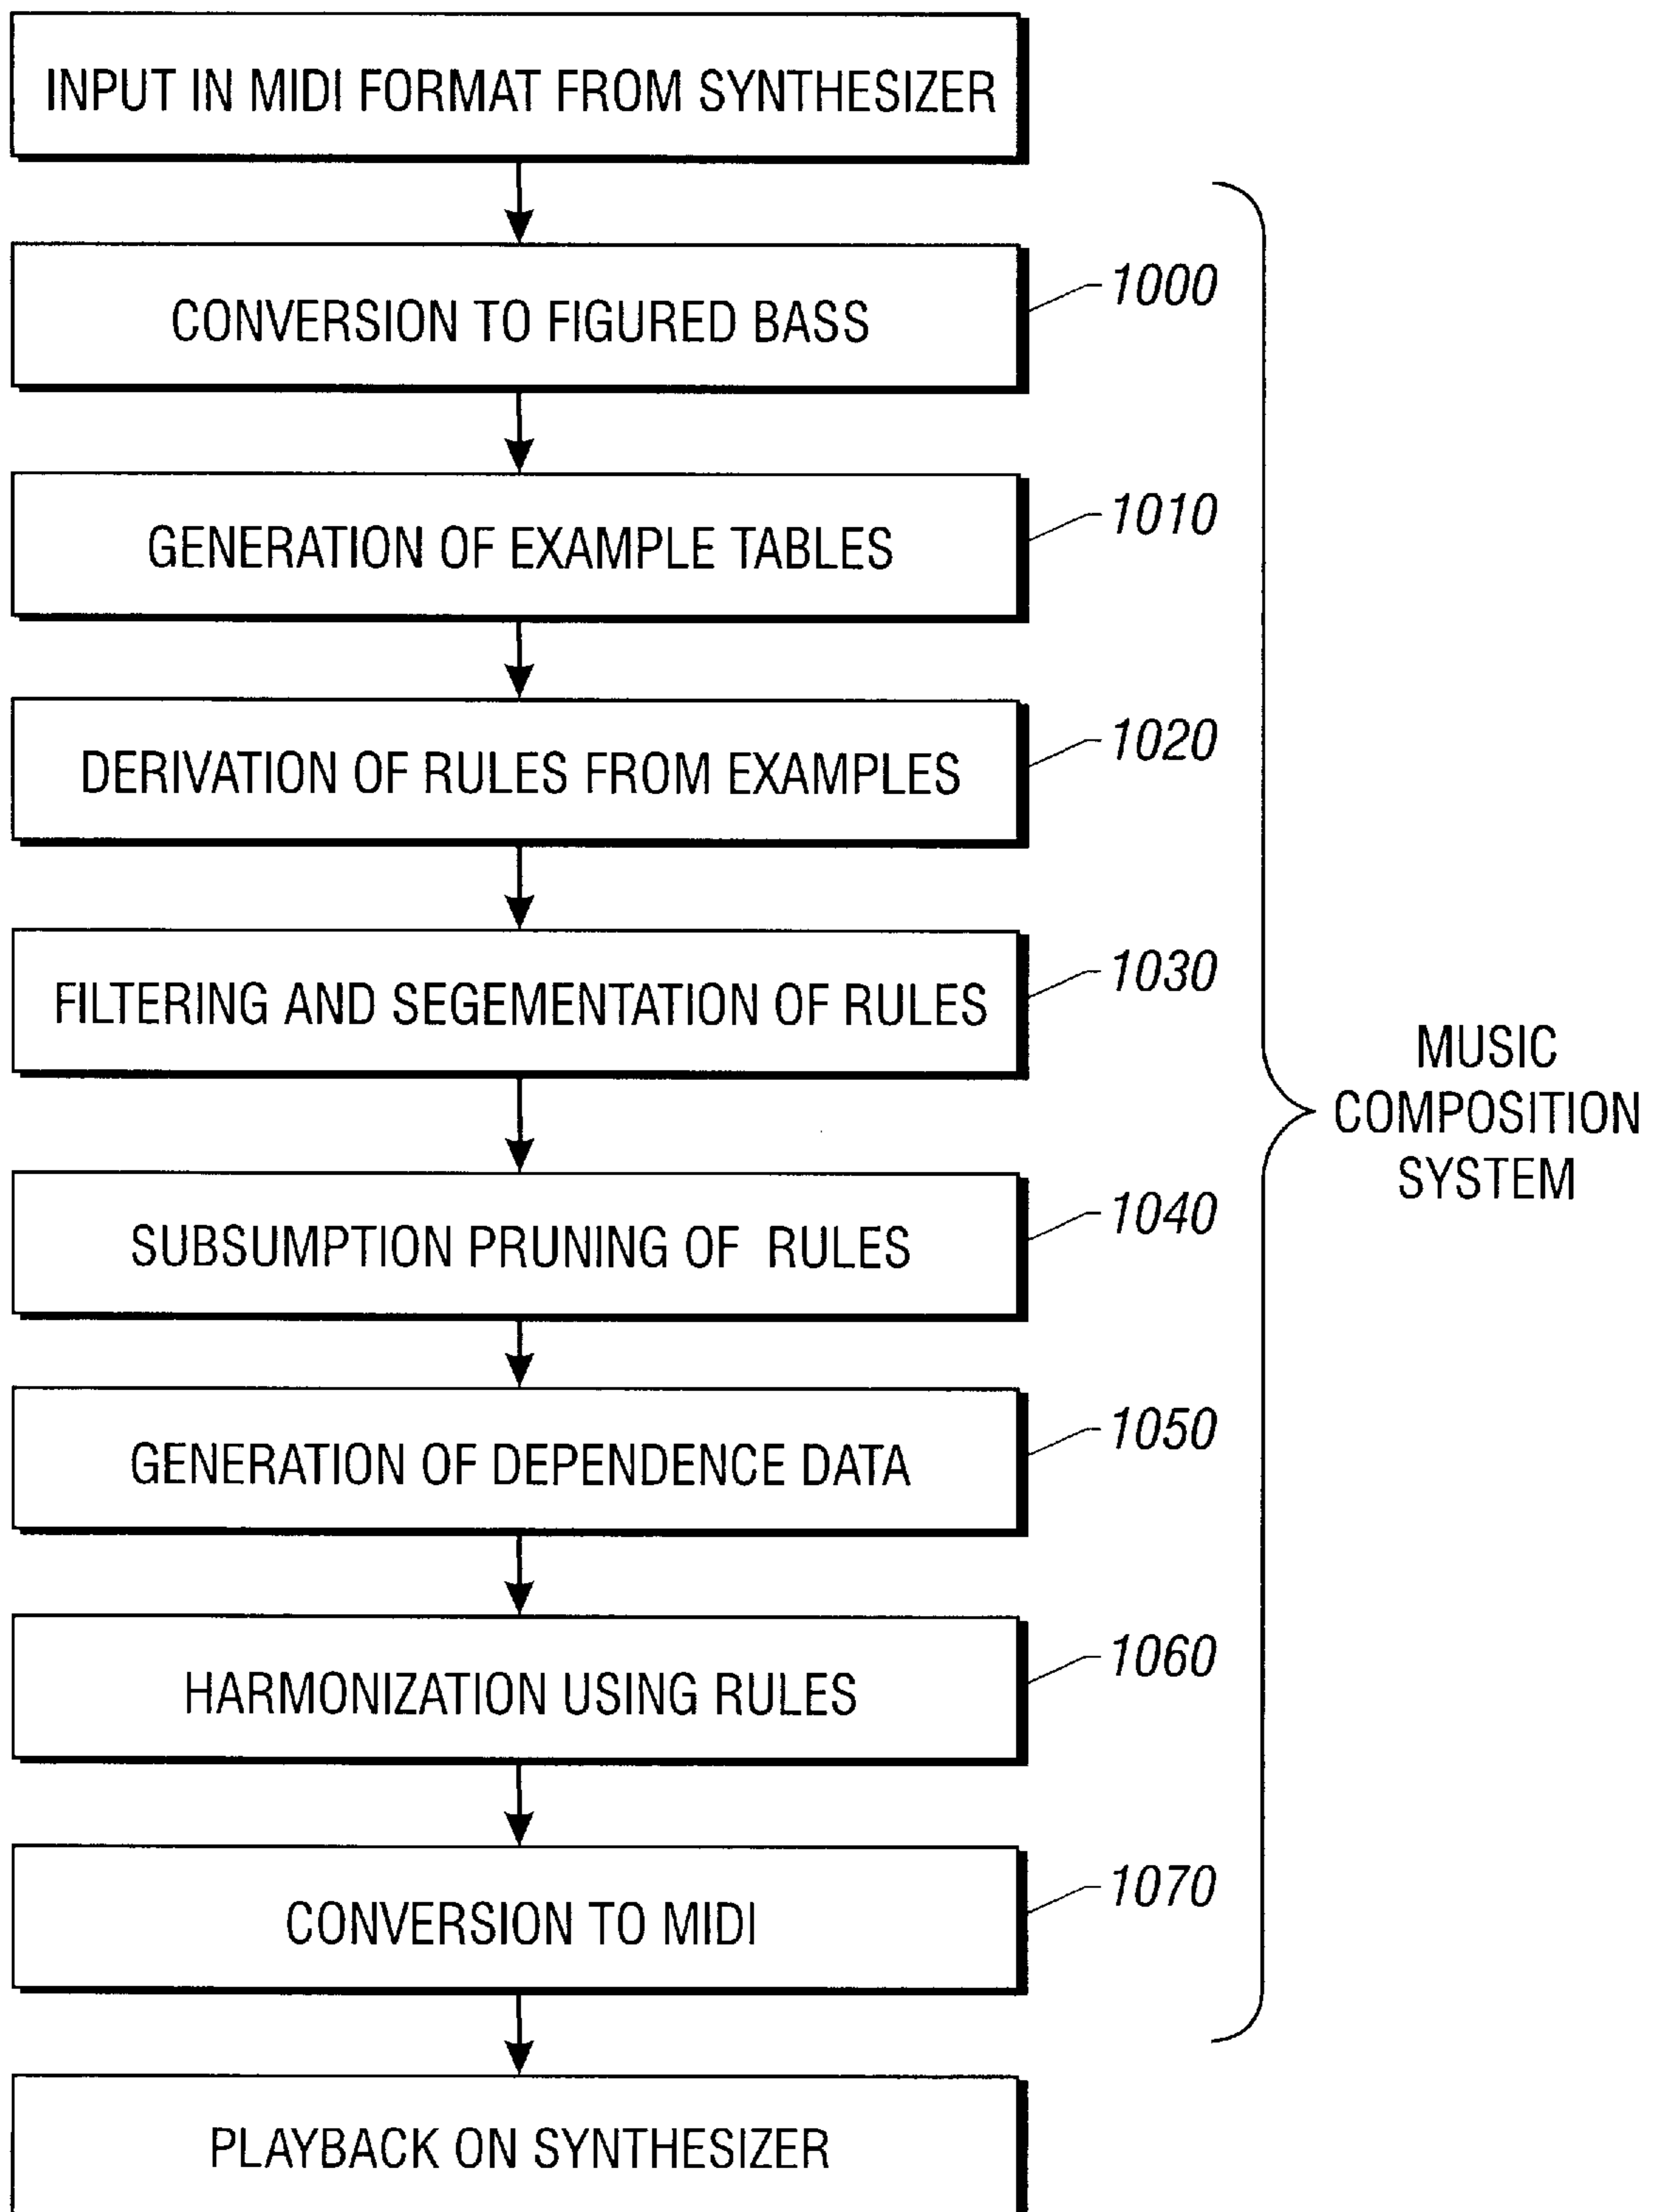 INPUT IN MIDI FORMAT FROM SYNTHESIZER
CONVERSION TO FIGURED BASS
1000
GENERATION OF EXAMPLE TABLES
1010
DERIVATION OF RULES FROM EXAMPLES
1020
FILTERING AND SEGEMENTATION OF RULES
1030
MUSIC
COMPOSITION
SYSTEM
SUBSUMPTION PRUNING OF RULES
1040
GENERATION OF DEPENDENCE DATA
1050
HARMONIZATION USING RULES
1060
CONVERSION TO MIDI
1070
PLAYBACK ON SYNTHESIZER